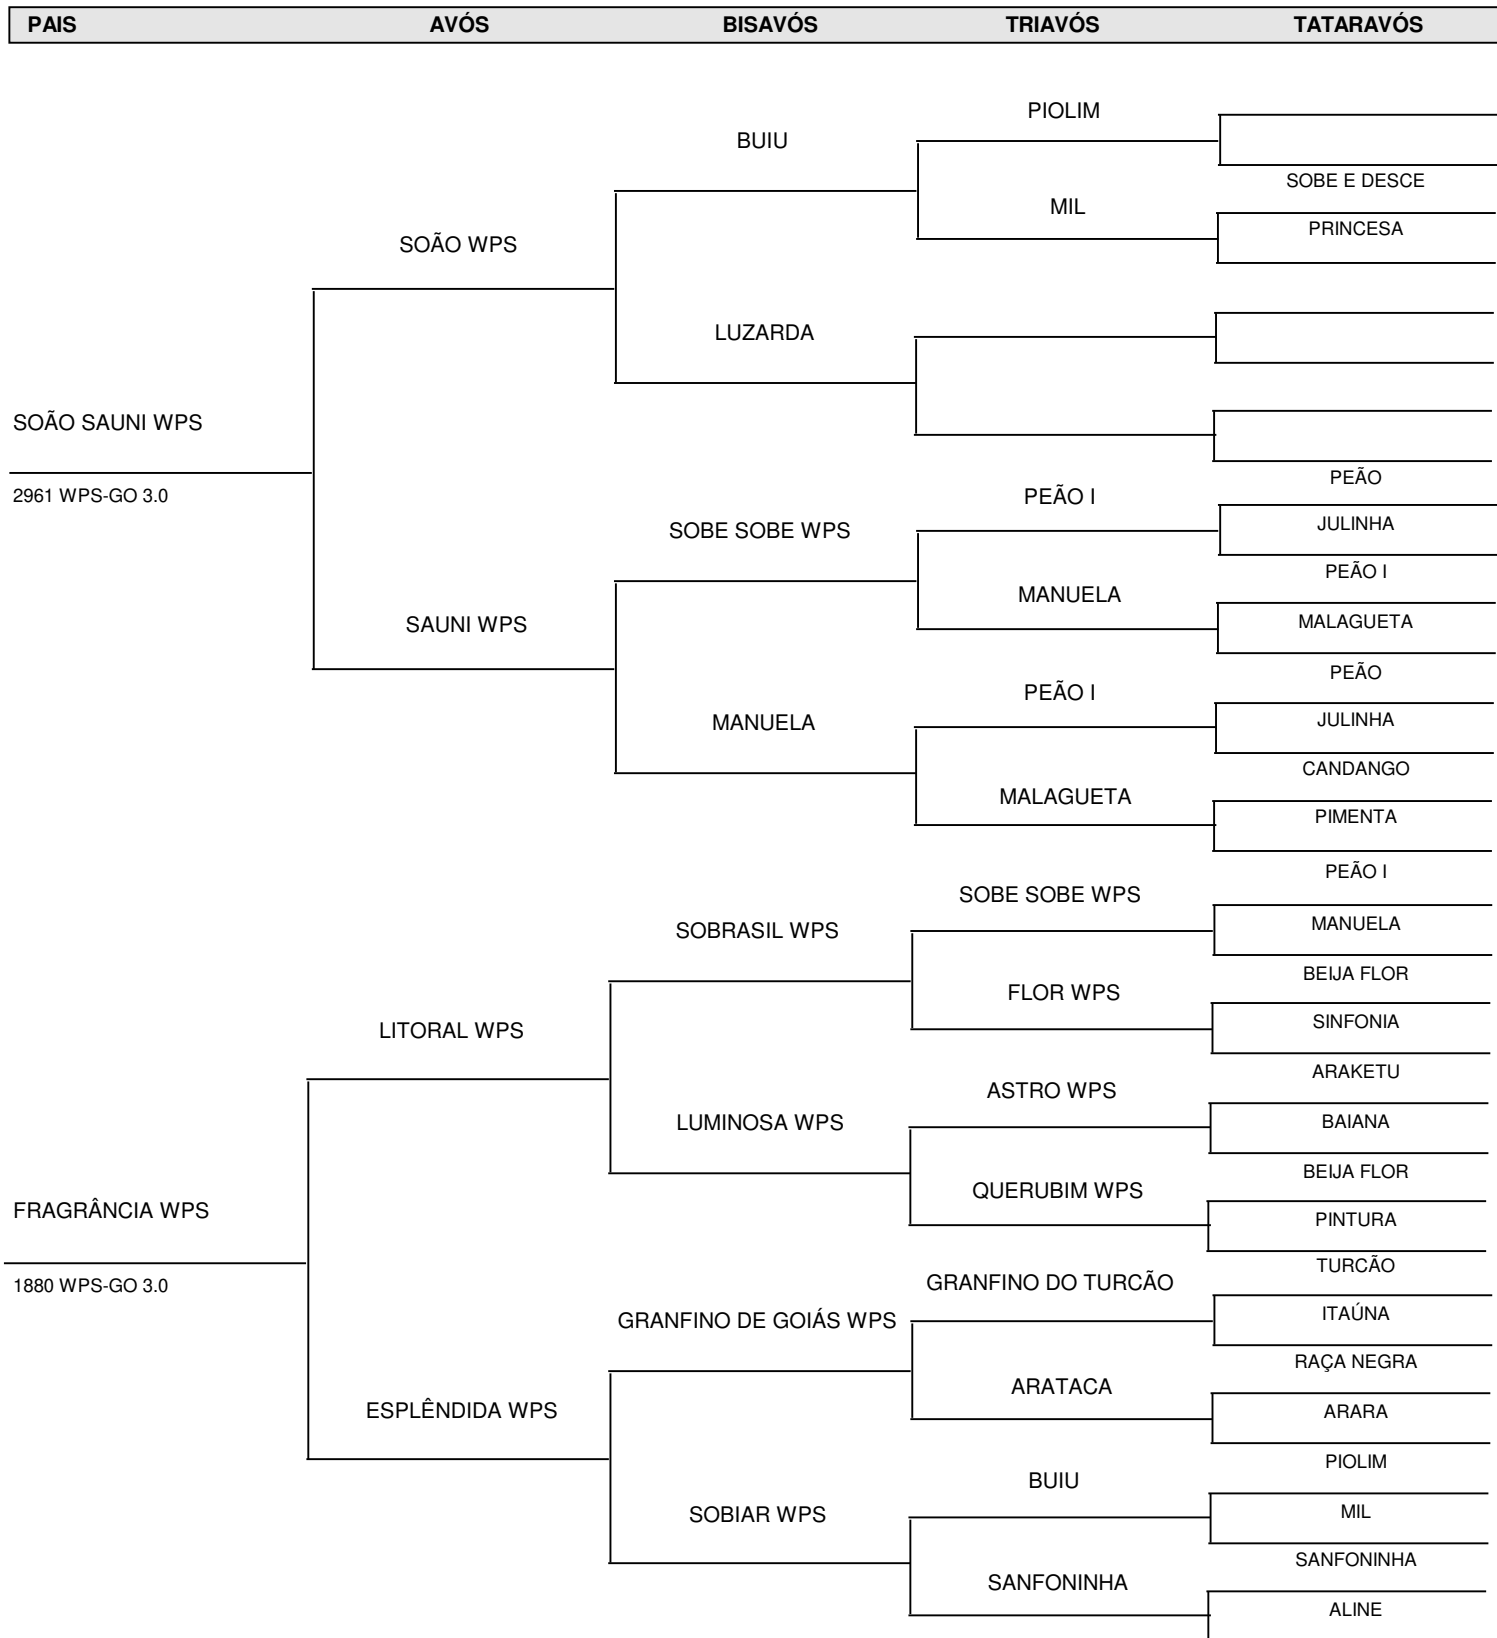 PAIS AVÓS BISAVÓS TRIAVÓS TATARAVÓS
PIOLIM
BUIU
SOBE E DESCE
MIL
PRINCESA
SOÃO WPS
LUZARDA
SOÃO SAUNI WPS
2961 WPS-GO 3.0
PEÃO
PEÃO I
JULINHA
SOBE SOBE WPS
PEÃO I
MANUELA
MALAGUETA
SAUNI WPS
PEÃO
PEÃO I
JULINHA
MANUELA
CANDANGO
MALAGUETA
PIMENTA
PEÃO I
SOBE SOBE WPS
MANUELA
SOBRASIL WPS
BEIJA FLOR
FLOR WPS
SINFONIA
LITORAL WPS
ARAKETU
ASTRO WPS
BAIANA
LUMINOSA WPS
BEIJA FLOR
QUERUBIM WPS
PINTURA
FRAGRÂNCIA WPS
1880 WPS-GO 3.0
TURCÃO
GRANFINO DO TURCÃO
ITAÚNA
GRANFINO DE GOIÁS WPS
RAÇA NEGRA
ARATACA
ARARA
ESPLÊNDIDA WPS
PIOLIM
BUIU
MIL
SOBIAR WPS
SANFONINHA
SANFONINHA
ALINE